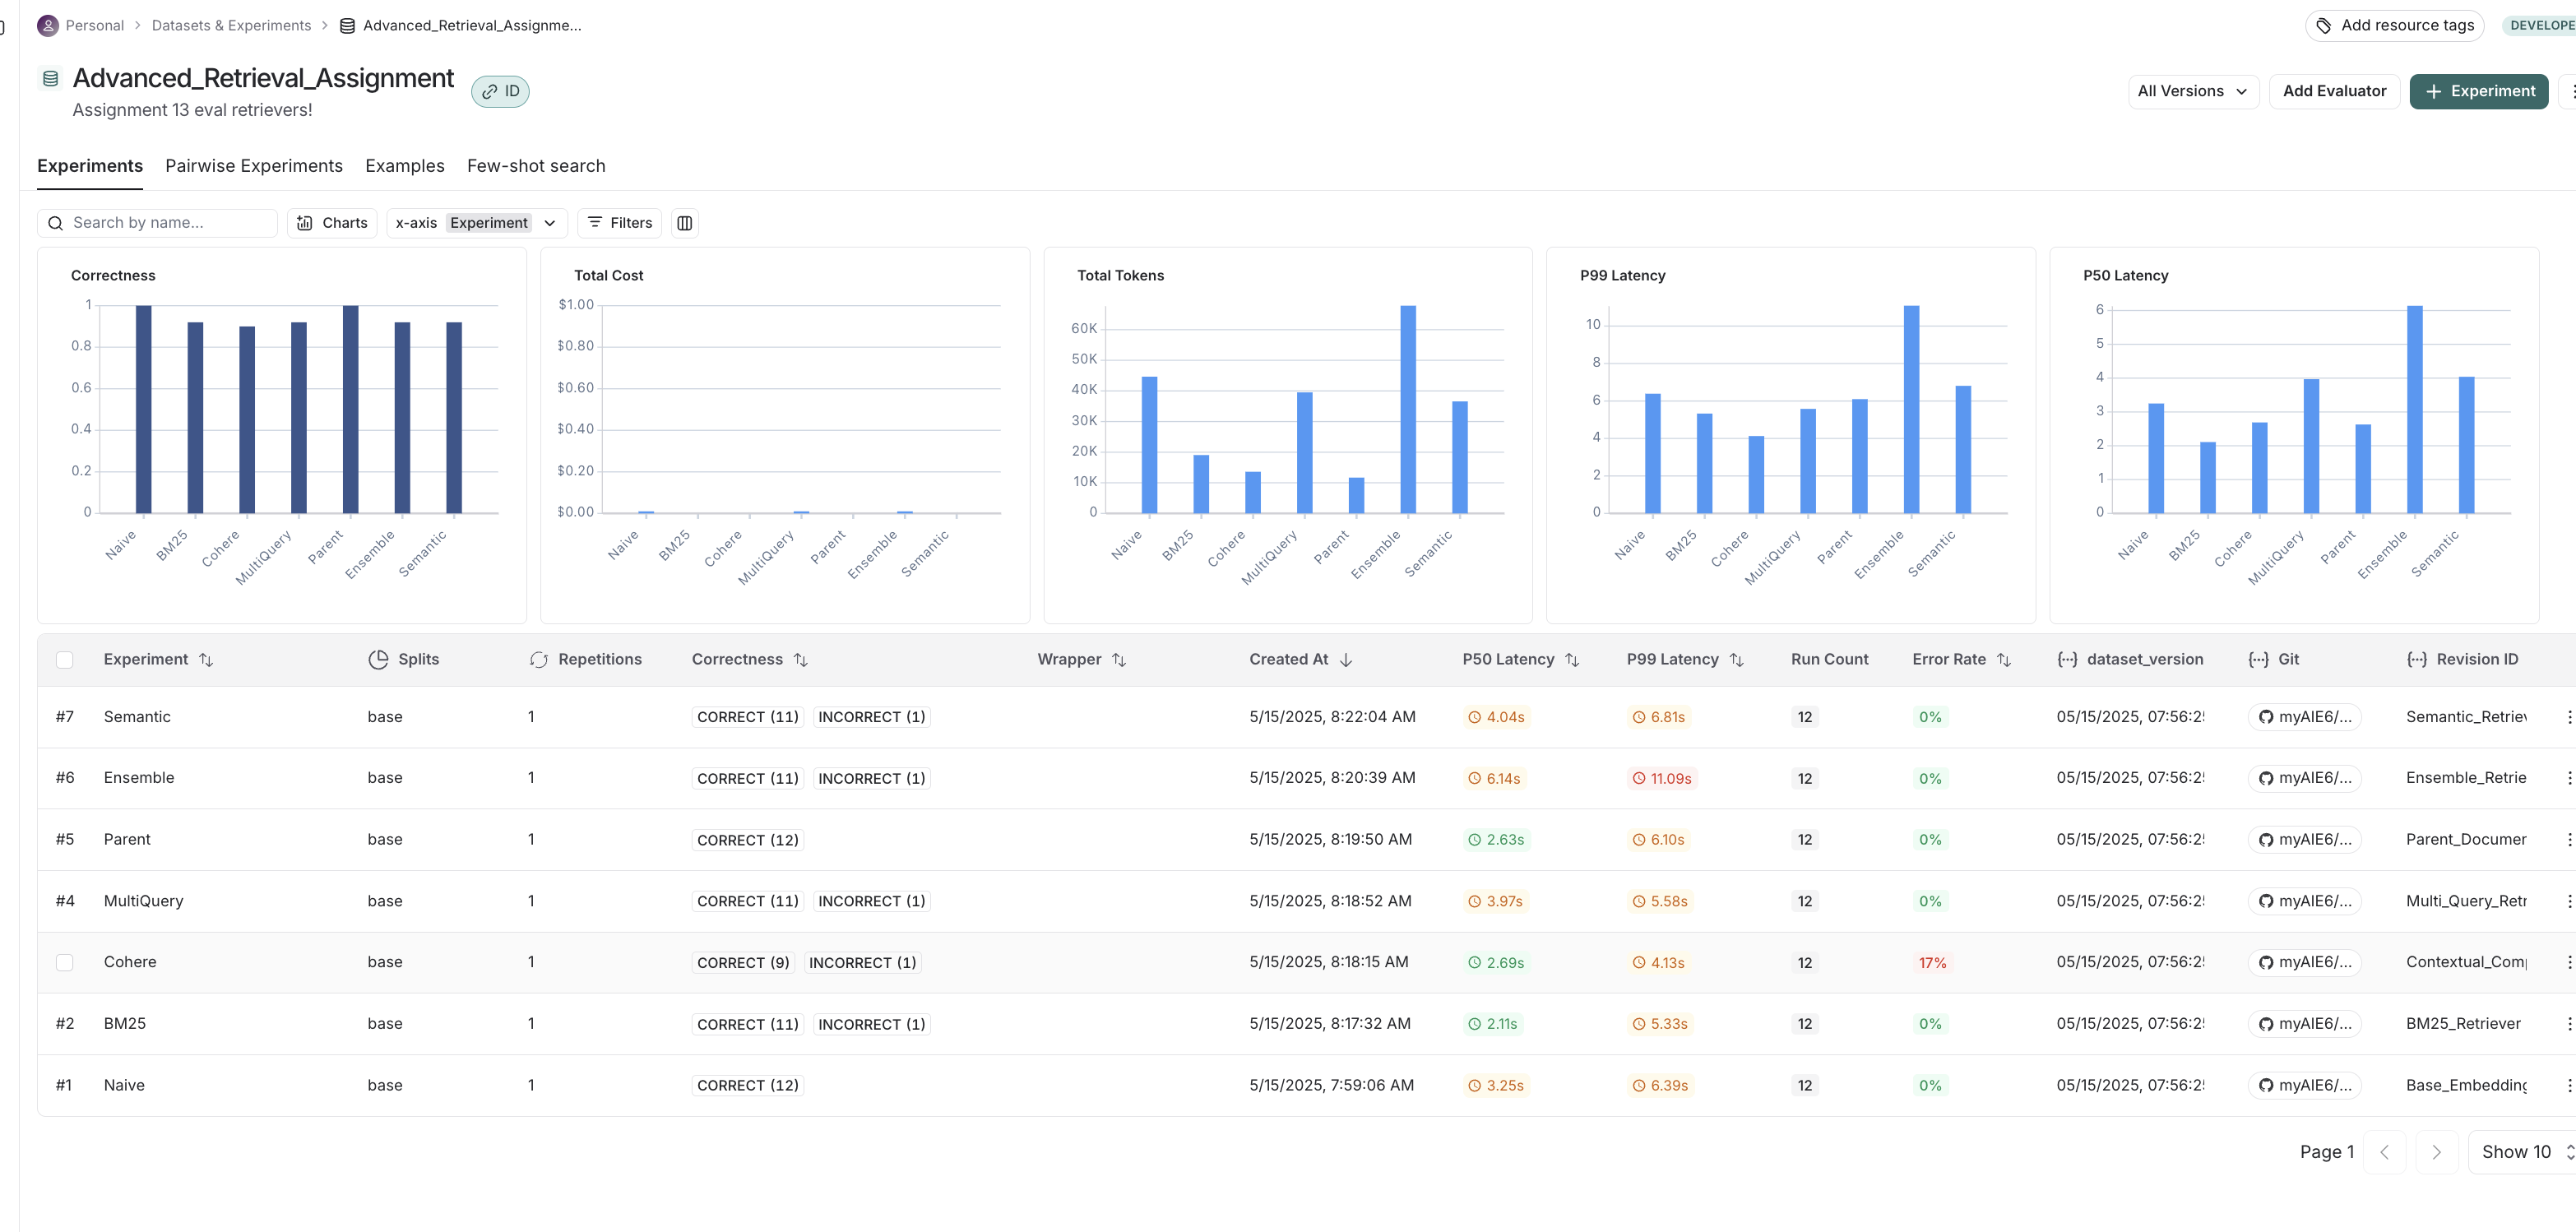 Personal > Datasets & Experiments > Advanced_Retrieval_Assignme...
Add resource tags
DEVELOPE
Advanced_Retrieval_Assignment
ID
Assignment 13 eval retrievers!
All Versions
Add Evaluator
+ Experiment
Experiments Pairwise Experiments Examples Few-shot search
Search by name...
Charts
x-axis Experiment
Filters
Correctness
1
0.8
0.6
0.4
0.2
0
Naive BM25 Cohere MultiQuery Parent Ensemble Semantic
Total Cost
$1.00
$0.80
$0.60
$0.40
$0.20
$0.00
Naive BM25 Cohere MultiQuery Parent Ensemble Semantic
Total Tokens
60K
50K
40K
30K
20K
10K
0
Naive BM25 Cohere MultiQuery Parent Ensemble Semantic
P99 Latency
10
8
6
4
2
0
Naive BM25 Cohere MultiQuery Parent Ensemble Semantic
P50 Latency
6
5
4
3
2
1
0
Naive BM25 Cohere MultiQuery Parent Ensemble Semantic
Experiment Splits Repetitions Correctness Wrapper Created At P50 Latency P99 Latency Run Count Error Rate dataset_version Git Revision ID
#7 Semantic base 1 CORRECT (11) INCORRECT (1) 5/15/2025, 8:22:04 AM 4.04s 6.81s 12 0% 05/15/2025, 07:56:2 myAIE6/... Semantic_Retriev
#6 Ensemble base 1 CORRECT (11) INCORRECT (1) 5/15/2025, 8:20:39 AM 6.14s 11.09s 12 0% 05/15/2025, 07:56:2 myAIE6/... Ensemble_Retrie
#5 Parent base 1 CORRECT (12) 5/15/2025, 8:19:50 AM 2.63s 6.10s 12 0% 05/15/2025, 07:56:2 myAIE6/... Parent_Documer
#4 MultiQuery base 1 CORRECT (11) INCORRECT (1) 5/15/2025, 8:18:52 AM 3.97s 5.58s 12 0% 05/15/2025, 07:56:2 myAIE6/... Multi_Query_Retr
Cohere base 1 CORRECT (9) INCORRECT (1) 5/15/2025, 8:18:15 AM 2.69s 4.13s 12 17% 05/15/2025, 07:56:2 myAIE6/... Contextual_Com
#2 BM25 base 1 CORRECT (11) INCORRECT (1) 5/15/2025, 8:17:32 AM 2.11s 5.33s 12 0% 05/15/2025, 07:56:2 myAIE6/... BM25_Retriever
#1 Naive base 1 CORRECT (12) 5/15/2025, 7:59:06 AM 3.25s 6.39s 12 0% 05/15/2025, 07:56:2 myAIE6/... Base_Embedding
Page 1
Show 10